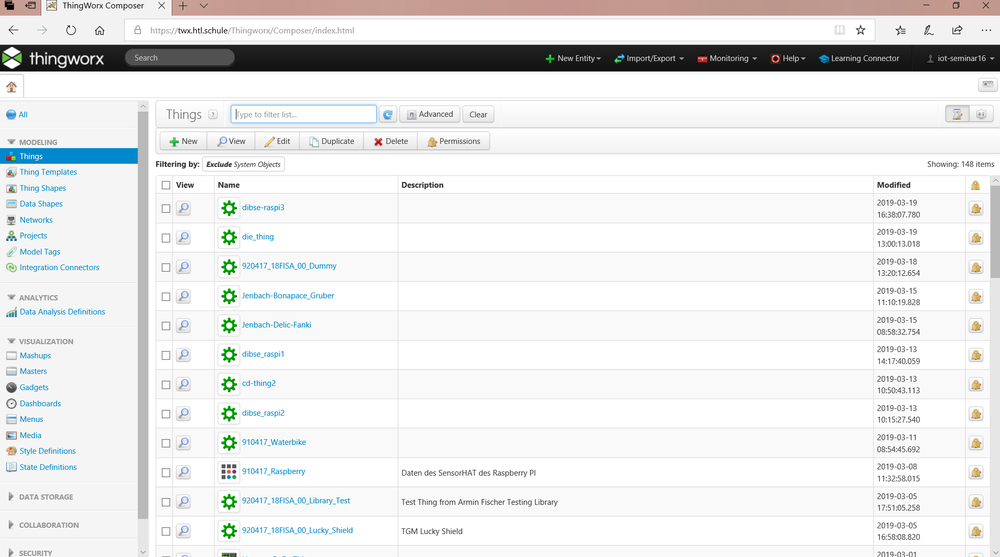 ThingWorx Composer
https://twx.htl.schule/Thingworx/Composer/index.html
thingworx
Search
New Entity
Import/Export
Monitoring
Help
Learning Connector
iot-seminar16
All
MODELING
Things
Thing Templates
Thing Shapes
Data Shapes
Networks
Projects
Model Tags
Integration Connectors
ANALYTICS
Data Analysis Definitions
VISUALIZATION
Mashups
Masters
Gadgets
Dashboards
Menus
Media
Style Definitions
State Definitions
DATA STORAGE
COLLABORATION
SECURITY
Things ?
Type to filter list...
Advanced
Clear
a-z
New
View
Edit
Duplicate
Delete
Permissions
Filtering by: Exclude System Objects
Showing: 148 items
View Name Description Modified
dibse-raspi3 2019-03-19
16:38:07.780
die_thing 2019-03-19
13:00:13.018
920417_18FISA_00_Dummy 2019-03-18
13:20:12.654
Jenbach-Bonapace_Gruber 2019-03-15
11:10:19.828
Jenbach-Delic-Fanki 2019-03-15
08:58:32.754
dibse_raspi1 2019-03-13
14:17:40.059
cd-thing2 2019-03-13
10:50:43.113
dibse_raspi2 2019-03-13
10:15:27.540
910417_Waterbike 2019-03-11
08:54:45.692
910417_Raspberry Daten des SensorHAT des Raspberry PI 2019-03-08
11:32:58.015
920417_18FISA_00_Library_Test Test Thing from Armin Fischer Testing Library 2019-03-05
17:51:05.258
920417_18FISA_00_Lucky_Shield TGM Lucky Shield 2019-03-05
16:58:08.820
2019-03-01